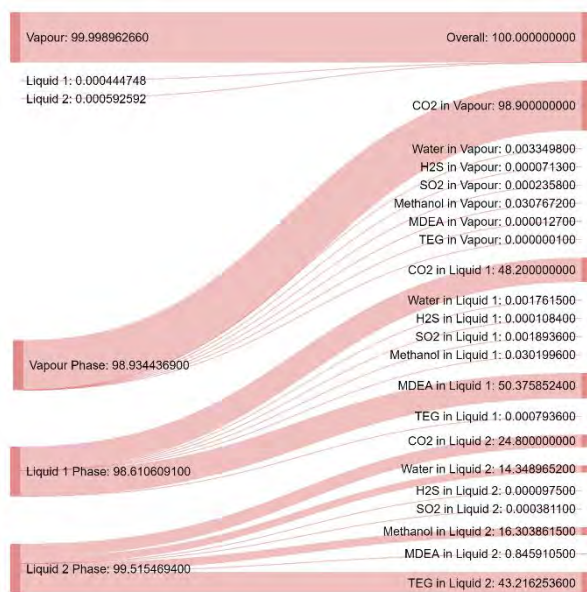 Vapour: 99.998962660
Overall: 100.000000000
Liquid 1: 0.000444748
Liquid 2: 0.000592592
CO2 in Vapour: 98.900000000
Water in Vapour: 0.003349800
H2S in Vapour: 0.000071300
SO2 in Vapour: 0.000235800
Methanol in Vapour: 0.030767200
MDEA in Vapour: 0.000012700
TEG in Vapour: 0.000000100
CO2 in Liquid 1: 48.200000000
Water in Liquid 1: 0.001761500
H2S in Liquid 1: 0.000108400
SO2 in Liquid 1: 0.001893600
Methanol in Liquid 1: 0.030199600
Vapour Phase: 98.934436900
MDEA in Liquid 1: 50.375852400
TEG in Liquid 1: 0.000793600
CO2 in Liquid 2: 24.800000000
Liquid 1 Phase: 98.610609100
Water in Liquid 2: 14.348965200
H2S in Liquid 2: 0.000097500
SO2 in Liquid 2: 0.000381100
Methanol in Liquid 2: 16.303861500
Liquid 2 Phase: 99.515469400
MDEA in Liquid 2: 0.845910500
TEG in Liquid 2: 43.216253600